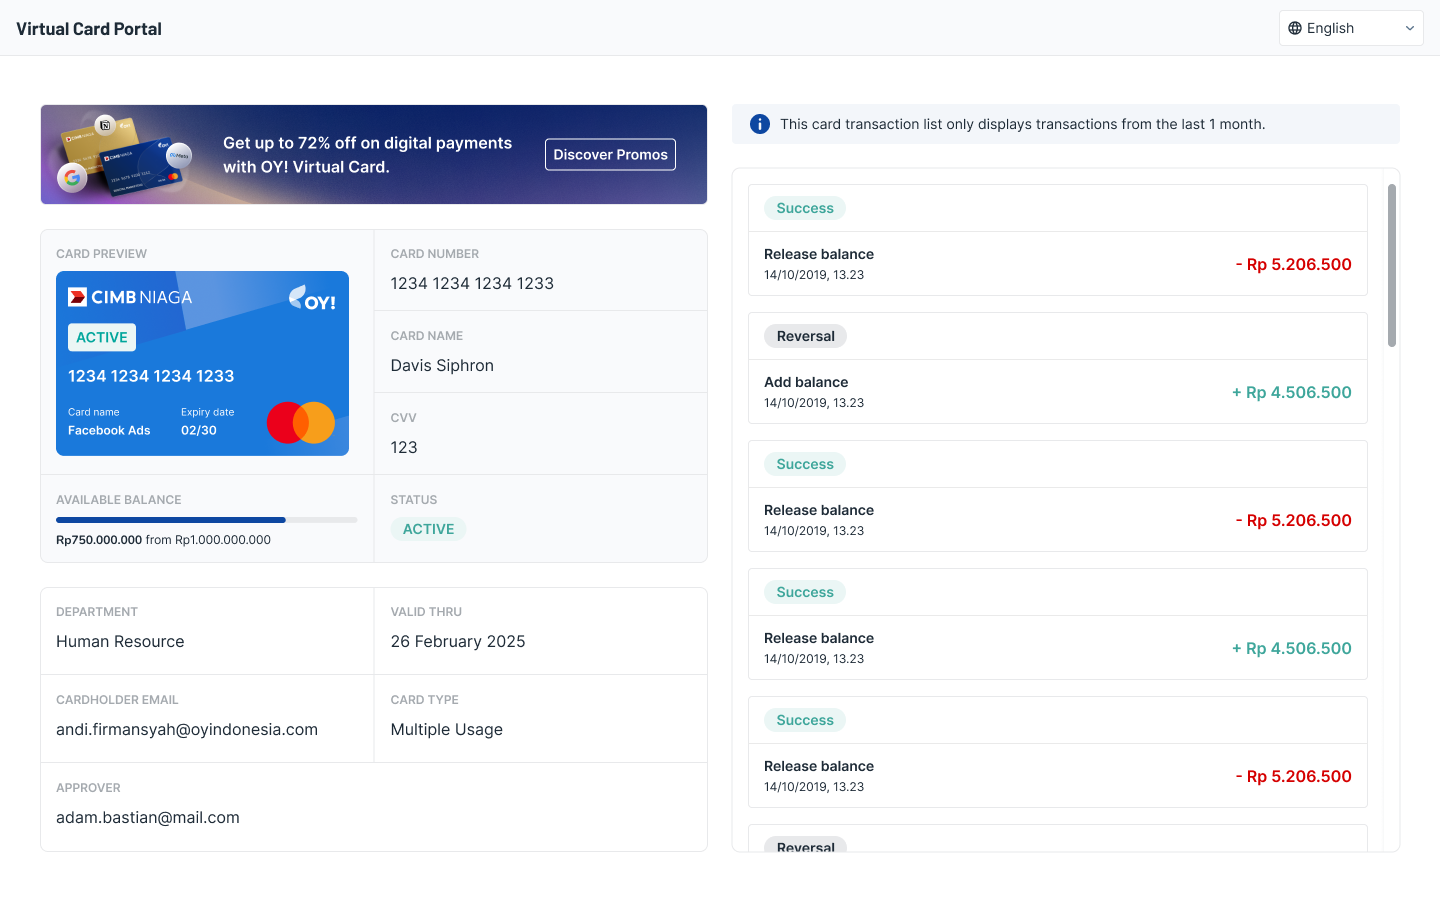 Virtual Card Portal
English
Get up to 72% off on digital payments
with OY! Virtual Card.
Discover Promos
CARD PREVIEW
CIMB NIAGA
OY!
ACTIVE
1234 1234 1234 1233
Card name
Expiry date
Facebook Ads
02/30
CARD NUMBER
1234 1234 1234 1233
CARD NAME
Davis Siphron
CVV
123
AVAILABLE BALANCE
Rp750.000.000 from Rp1.000.000.000
STATUS
ACTIVE
DEPARTMENT
Human Resource
VALID THRU
26 February 2025
CARDHOLDER EMAIL
andi.firmansyah@oyindonesia.com
CARD TYPE
Multiple Usage
APPROVER
adam.bastian@mail.com
This card transaction list only displays transactions from the last 1 month.
Success
Release balance
14/10/2019, 13.23
- Rp 5.206.500
Reversal
Add balance
14/10/2019, 13.23
+ Rp 4.506.500
Success
Release balance
14/10/2019, 13.23
- Rp 5.206.500
Success
Release balance
14/10/2019, 13.23
+ Rp 4.506.500
Success
Release balance
14/10/2019, 13.23
- Rp 5.206.500
Reversal